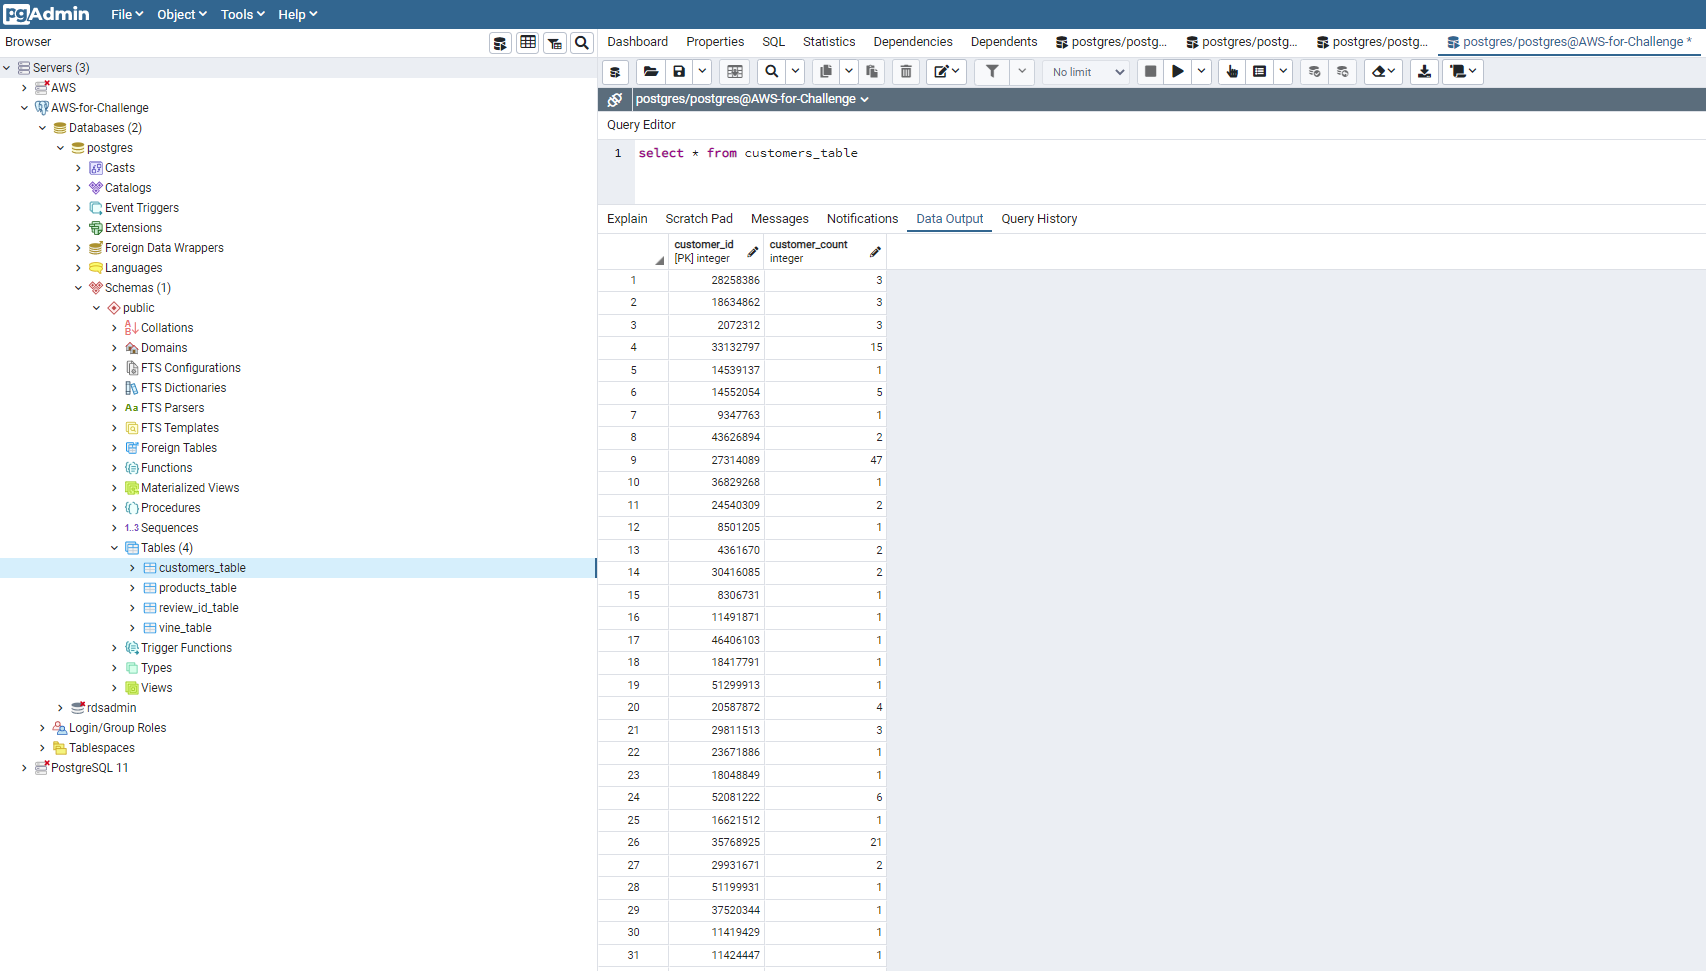 pgAdmin File Object Tools Help
Browser
Dashboard Properties SQL Statistics Dependencies Dependents postgres/postg... postgres/postg... postgres/postg... postgres/postgres@AWS-for-Challenge *
No limit
postgres/postgres@AWS-for-Challenge
Query Editor
1 select * from customers_table
Servers (3)
AWS
AWS-for-Challenge
Databases (2)
postgres
Casts
Catalogs
Event Triggers
Extensions
Foreign Data Wrappers
Languages
Schemas (1)
public
Collations
Domains
FTS Configurations
FTS Dictionaries
Aa FTS Parsers
FTS Templates
Foreign Tables
Functions
Materialized Views
Procedures
1..3 Sequences
Tables (4)
customers_table
products_table
review_id_table
vine_table
Trigger Functions
Types
Views
rdsadmin
Login/Group Roles
Tablespaces
PostgreSQL 11
Explain Scratch Pad Messages Notifications Data Output Query History
customer_id customer_count
[PK] integer integer
1 28258386 3
2 18634862 3
3 2072312 3
4 33132797 15
5 14539137 1
6 14552054 5
7 9347763 1
8 43626894 2
9 27314089 47
10 36829268 1
11 24540309 2
12 8501205 1
13 4361670 2
14 30416085 2
15 8306731 1
16 11491871 1
17 46406103 1
18 18417791 1
19 51299913 1
20 20587872 4
21 29811513 3
22 23671886 1
23 18048849 1
24 52081222 6
25 16621512 1
26 35768925 21
27 29931671 2
28 51199931 1
29 37520344 1
30 11419429 1
31 11424447 1